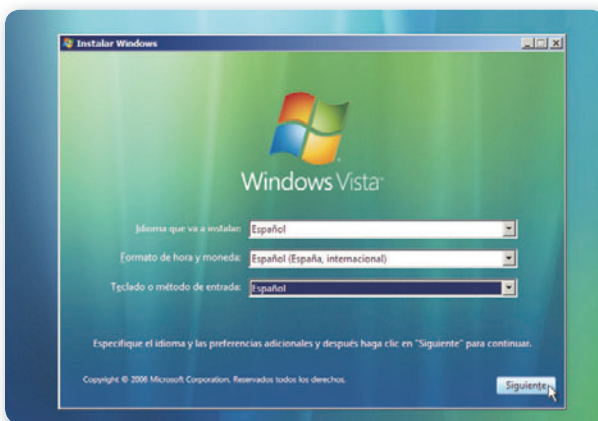 Instalar Windows
Windows Vista™
Idioma que va a instalar: Español
Formato de hora y moneda: Español (España, internacional)
Teclado o método de entrada: Español
Especifique el idioma y las preferencias adicionales y después haga clic en "Siguiente" para continuar.
Copyright © 2006 Microsoft Corporation. Reservados todos los derechos.
Siguiente